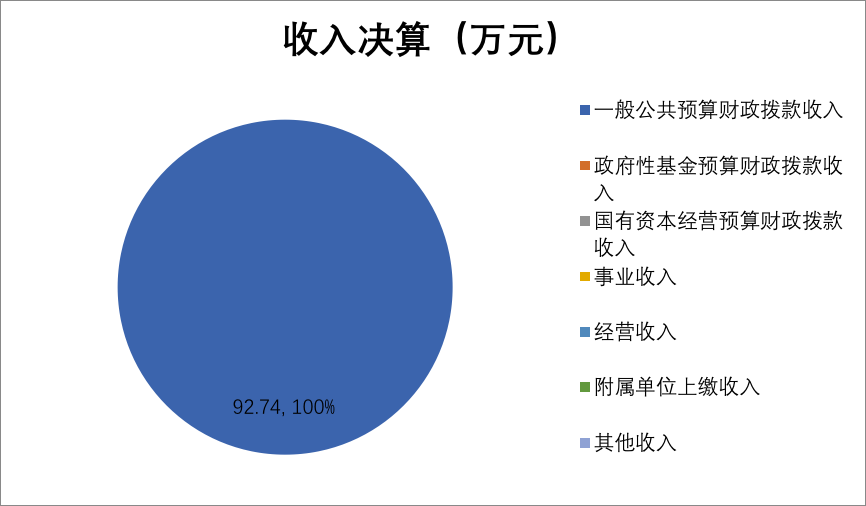 收入决算（万元）
92.74, 100%
一般公共预算财政拨款收入
政府性基金预算财政拨款收
入
国有资本经营预算财政拨款
收入
事业收入
经营收入
附属单位上缴收入
其他收入